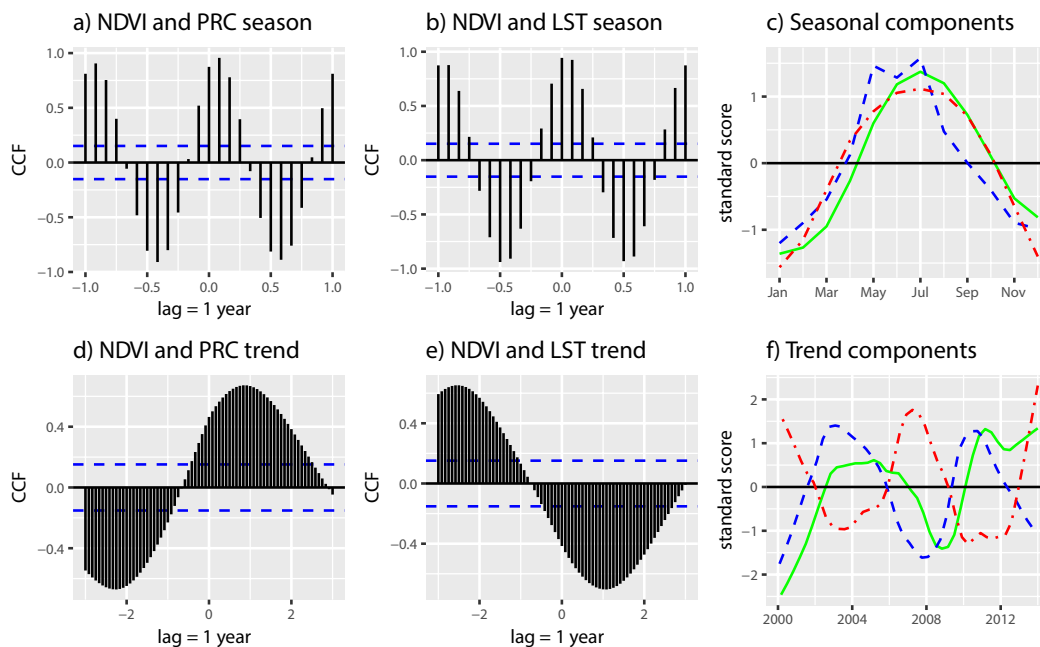 a) NDVI and PRC season
1.0
0.5
0.0
−0.5
−1.0
CCF
−1.0
−0.5
0.0
0.5
1.0
lag = 1 year
b) NDVI and LST season
1.0
0.5
0.0
−0.5
−1.0
CCF
−1.0
−0.5
0.0
0.5
1.0
lag = 1 year
c) Seasonal components
1
0
−1
standard score
Jan
Mar
May
Jul
Sep
Nov
d) NDVI and PRC trend
0.4
0.0
−0.4
CCF
−2
0
2
lag = 1 year
e) NDVI and LST trend
0.4
0.0
−0.4
CCF
−2
0
2
lag = 1 year
f) Trend components
2
1
0
−1
−2
standard score
2000
2004
2008
2012